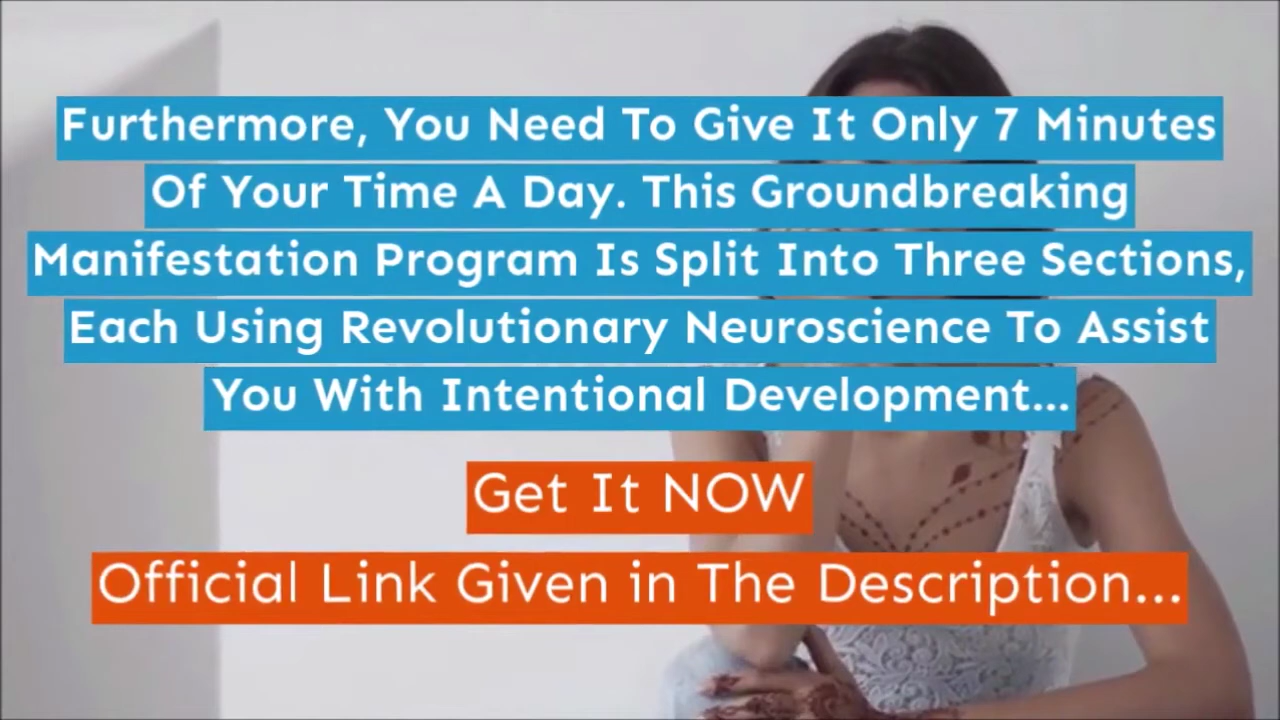 Furthermore, You Need To Give It Only 7 Minutes
Of Your Time A Day. This Groundbreaking
Manifestation Program Is Split Into Three Sections,
Each Using Revolutionary Neuroscience To Assist
You With Intentional Development...
Get It NOW
Official Link Given in The Description...